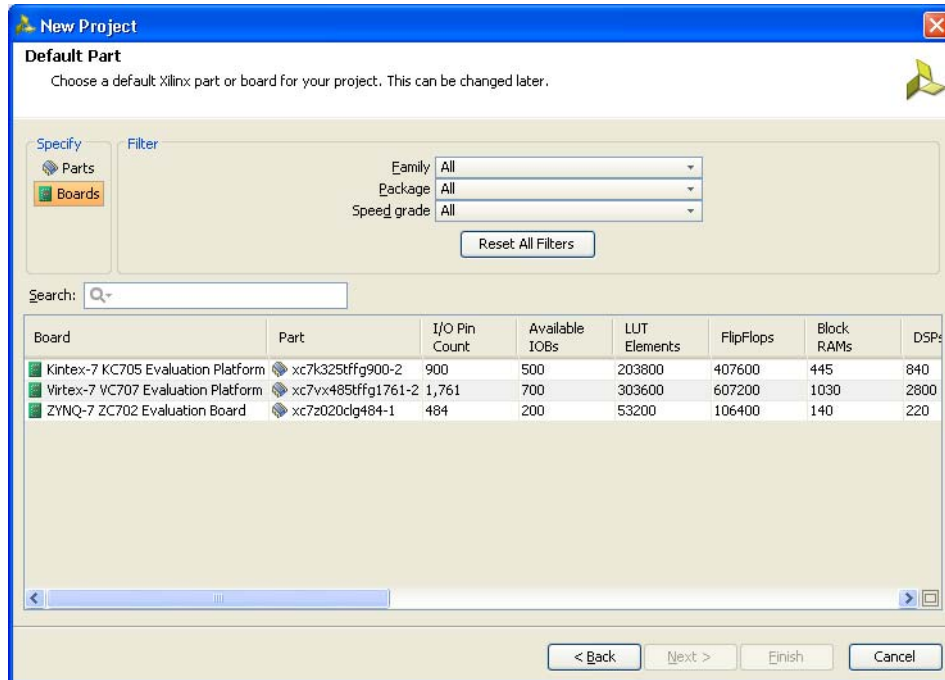 New Project
Default Part
Choose a default Xilinx part or board for your project. This can be changed later.
Specify
Parts
Boards
Filter
Family All
Package All
Speed grade All
Reset All Filters
Search:
Board Part I/O Pin Count Available IOBs LUT Elements FlipFlops Block RAMs DSPs
Kintex-7 KC705 Evaluation Platform xc7k325tffg900-2 900 500 203800 407600 445 840
Virtex-7 VC707 Evaluation Platform xc7vx485tffg1761-2 1,761 700 303600 607200 1030 2800
ZYNQ-7 ZC702 Evaluation Board xc7z020clg484-1 484 200 53200 106400 140 220
< Back Next > Finish Cancel